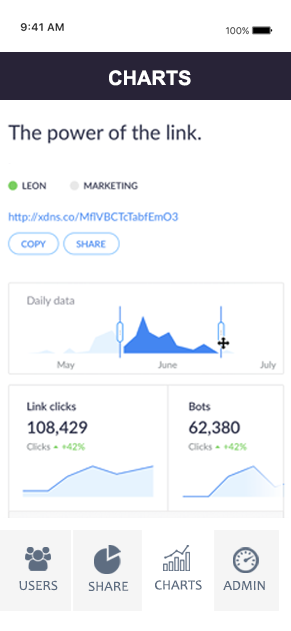 9:41 AM 100%
CHARTS
The power of the link.
LEON MARKETING
http://xdns.co/MflVBCTcTabfEmO3
COPY SHARE
Daily data
May June July
Link clicks Bots
108,429 62,380
Clicks +42% Clicks +42%
USERS SHARE CHARTS ADMIN